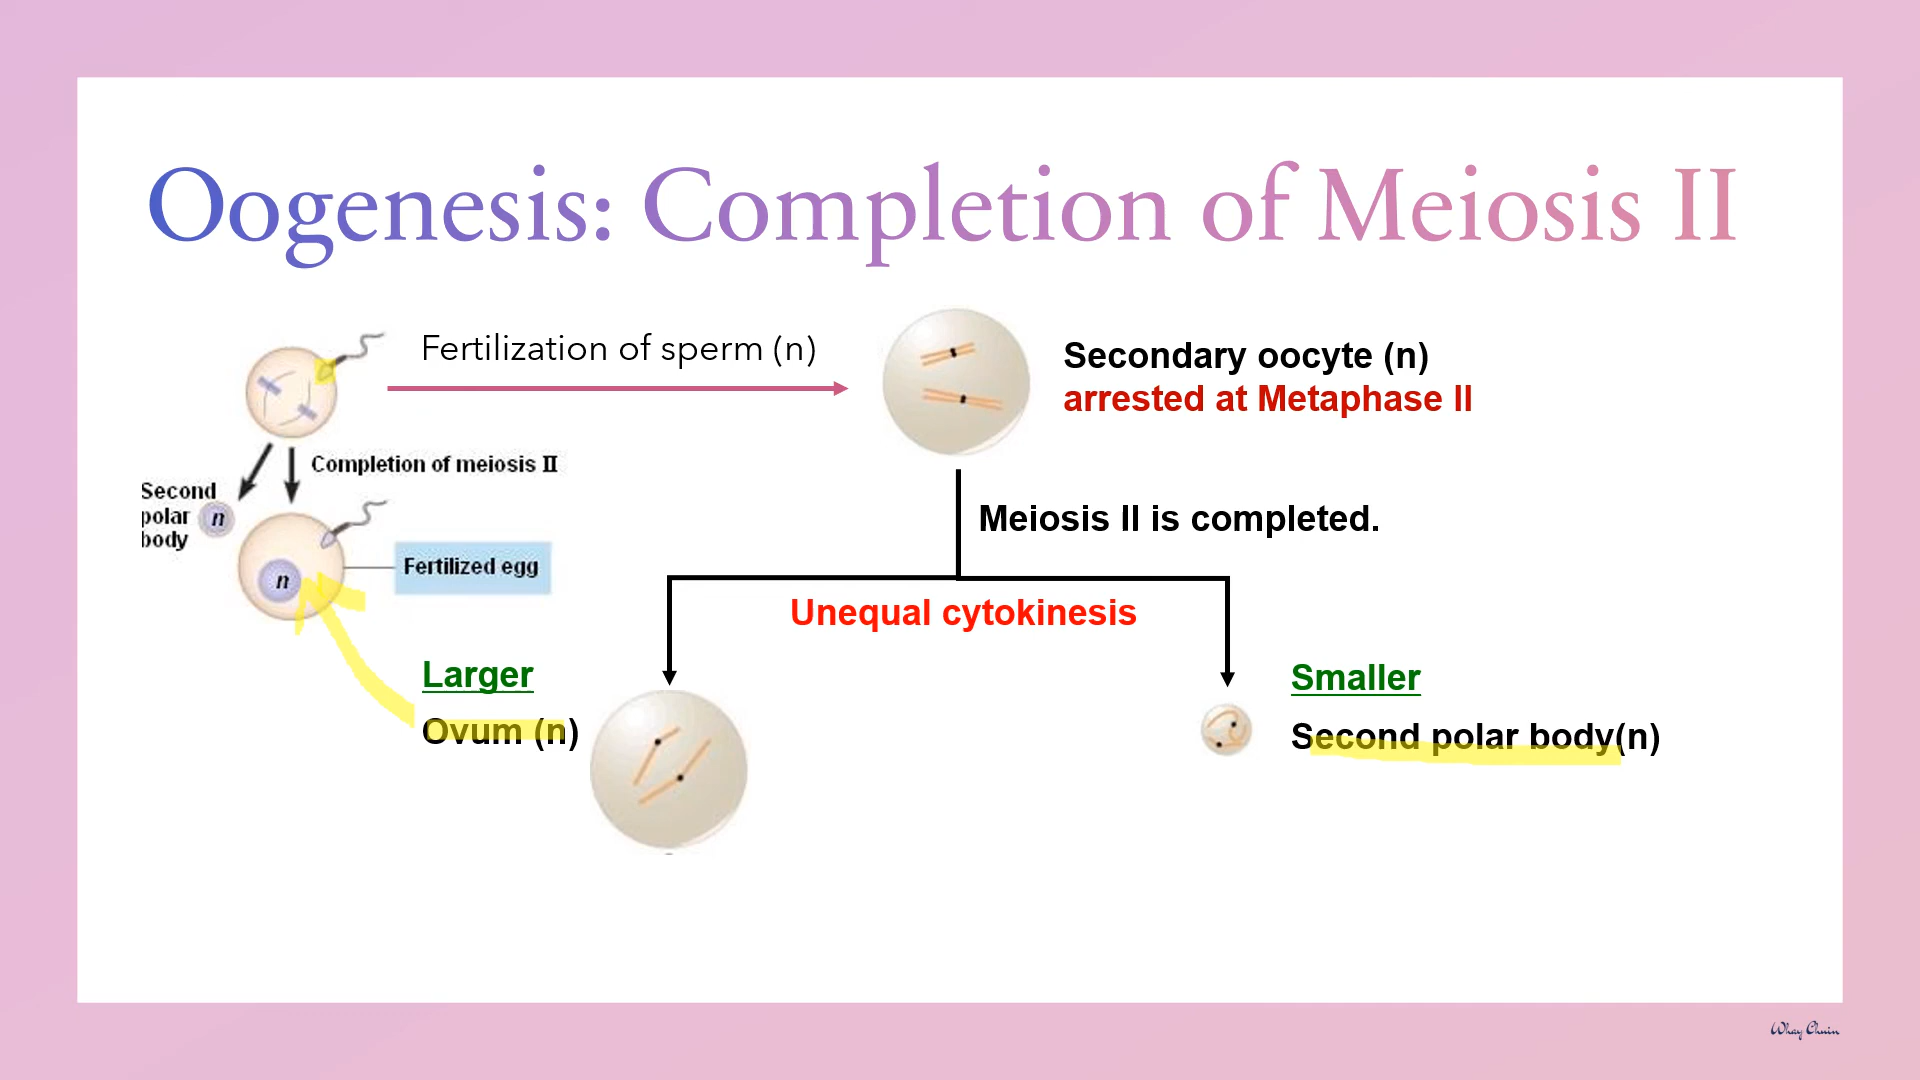 Oogenesis: Completion of Meiosis II
Fertilization of sperm (n)
Secondary oocyte (n)
arrested at Metaphase II
Completion of meiosis II
Second
polar
body
n
n
Fertilized egg
Meiosis II is completed.
Unequal cytokinesis
Larger
Ovum (n)
Smaller
Second polar body(n)
Whay Chuin